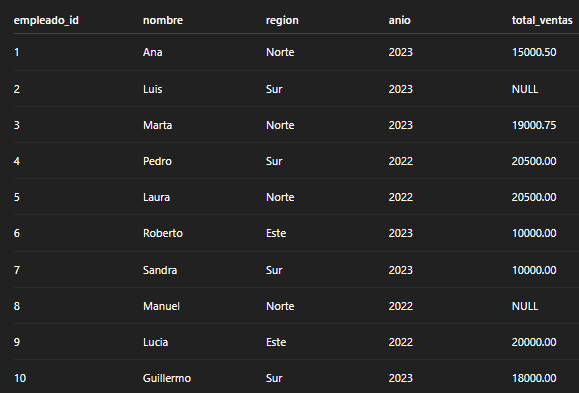 empleado_id nombre region anio total_ventas
1 Ana Norte 2023 15000.50
2 Luis Sur 2023 NULL
3 Marta Norte 2023 19000.75
4 Pedro Sur 2022 20500.00
5 Laura Norte 2022 20500.00
6 Roberto Este 2023 10000.00
7 Sandra Sur 2023 10000.00
8 Manuel Norte 2022 NULL
9 Lucia Este 2022 20000.00
10 Guillermo Sur 2023 18000.00